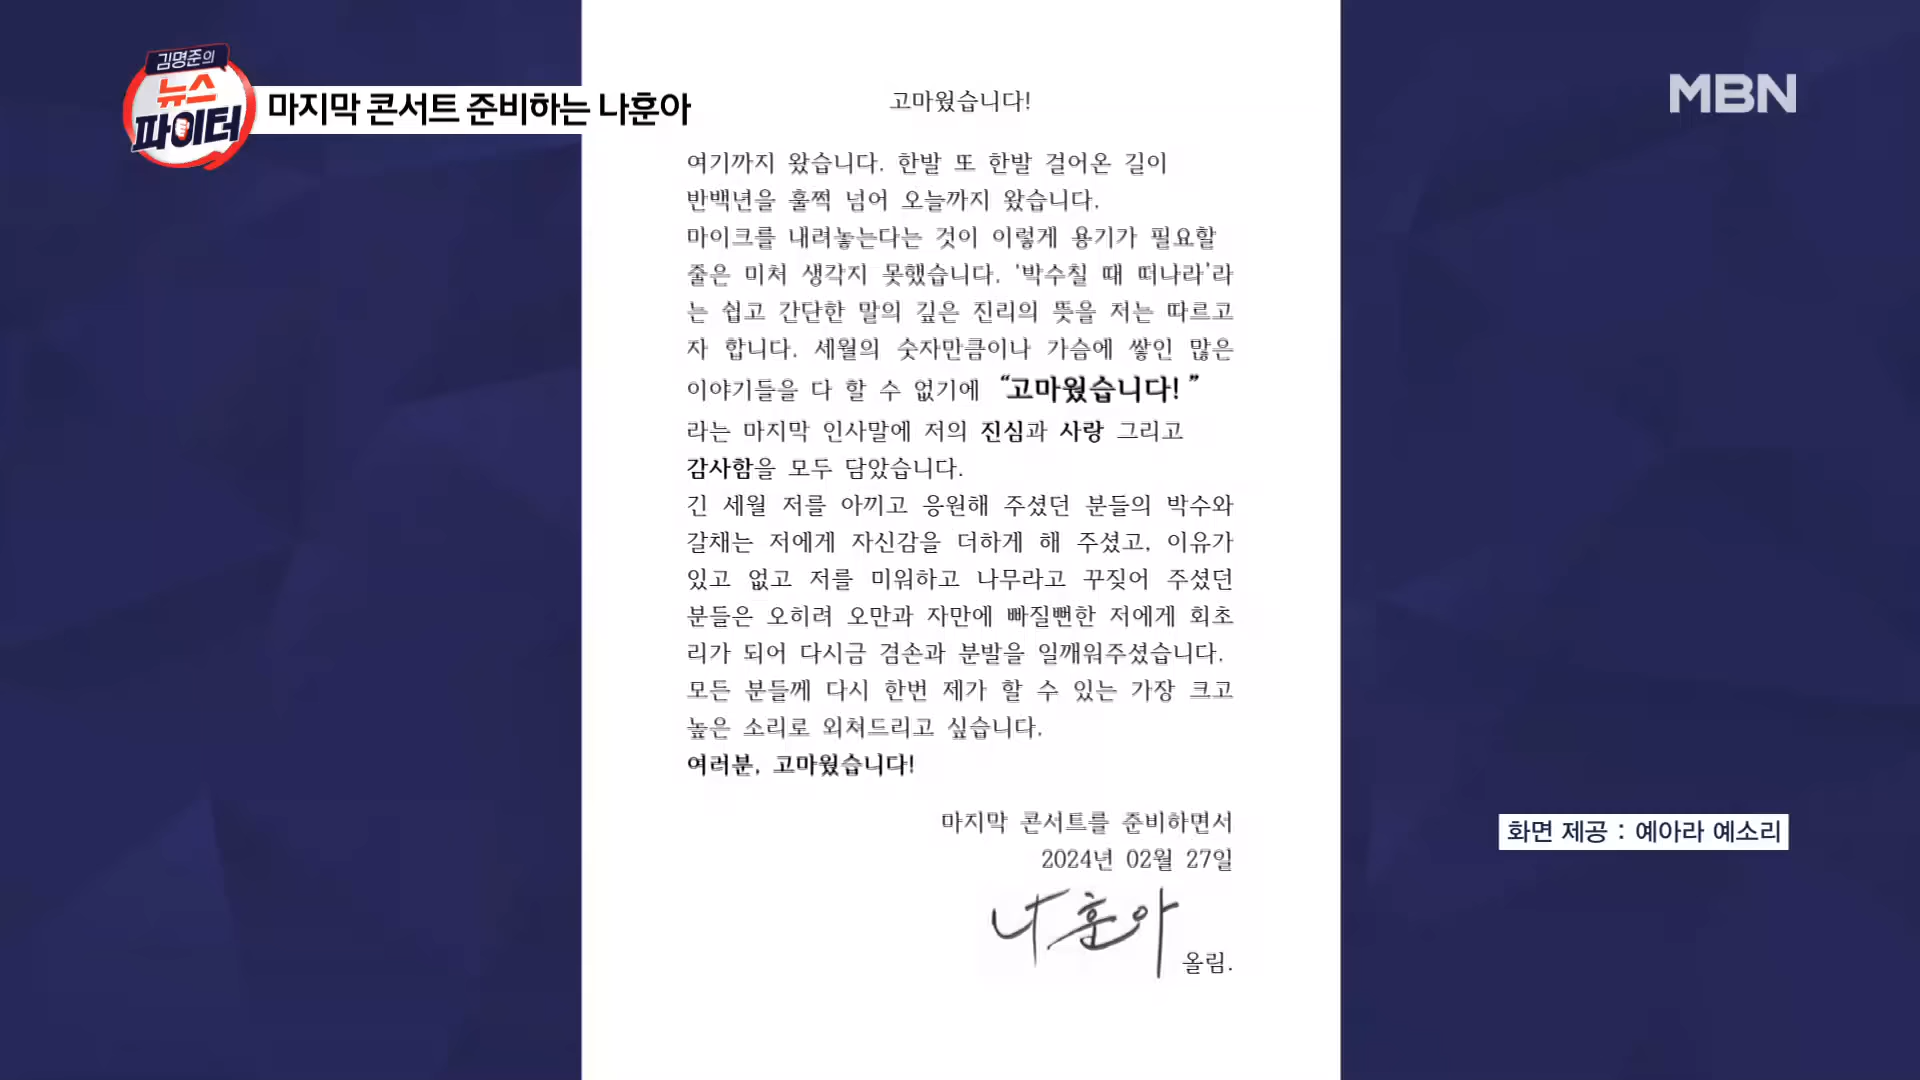 김명준의
뉴스
파이터
마지막 콘서트 준비하는 나훈아
MBN
고마웠습니다!
여기까지 왔습니다. 한발 또 한발 걸어온 길이
반백년을 훌쩍 넘어 오늘까지 왔습니다.
마이크를 내려놓는다는 것이 이렇게 용기가 필요할
줄은 미처 생각지 못했습니다. ‘박수칠 때 떠나라’라
는 쉽고 간단한 말의 깊은 진리의 뜻을 저는 따르고
자 합니다. 세월의 숫자만큼이나 가슴에 쌓인 많은
이야기들을 다 할 수 없기에 “고마웠습니다!”
라는 마지막 인사말에 저의 진심과 사랑 그리고
감사함을 모두 담았습니다.
긴 세월 저를 아끼고 응원해 주셨던 분들의 박수와
갈채는 저에게 자신감을 더하게 해 주셨고, 이유가
있고 없고 저를 미워하고 나무라고 꾸짖어 주셨던
분들은 오히려 오만과 자만에 빠질뻔한 저에게 회초
리가 되어 다시금 겸손과 분발을 일깨워주셨습니다.
모든 분들께 다시 한번 제가 할 수 있는 가장 크고
높은 소리로 외쳐드리고 싶습니다.
여러분, 고마웠습니다!
마지막 콘서트를 준비하면서
2024년 02월 27일
나훈아 올림.
화면 제공 : 예아라 예소리